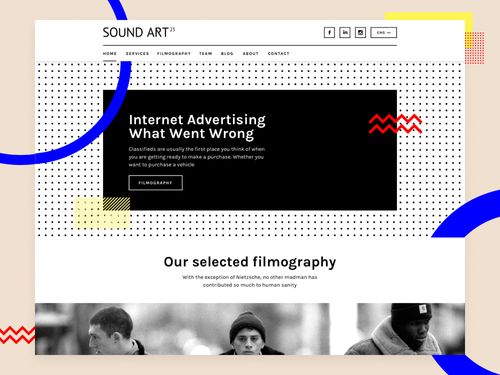 SOUND ART 25
ENG
HOME SERVICES FILMOGRAPHY TEAM BLOG ABOUT CONTACT
Internet Advertising
What Went Wrong
Classifieds are usually the first place you think of when
you are getting ready to make a purchase. Whether you
want to purchase a vehicle
FILMOGRAPHY
Our selected filmography
With the exception of Nietzsche, no other madman has
contributed so much to human sanity